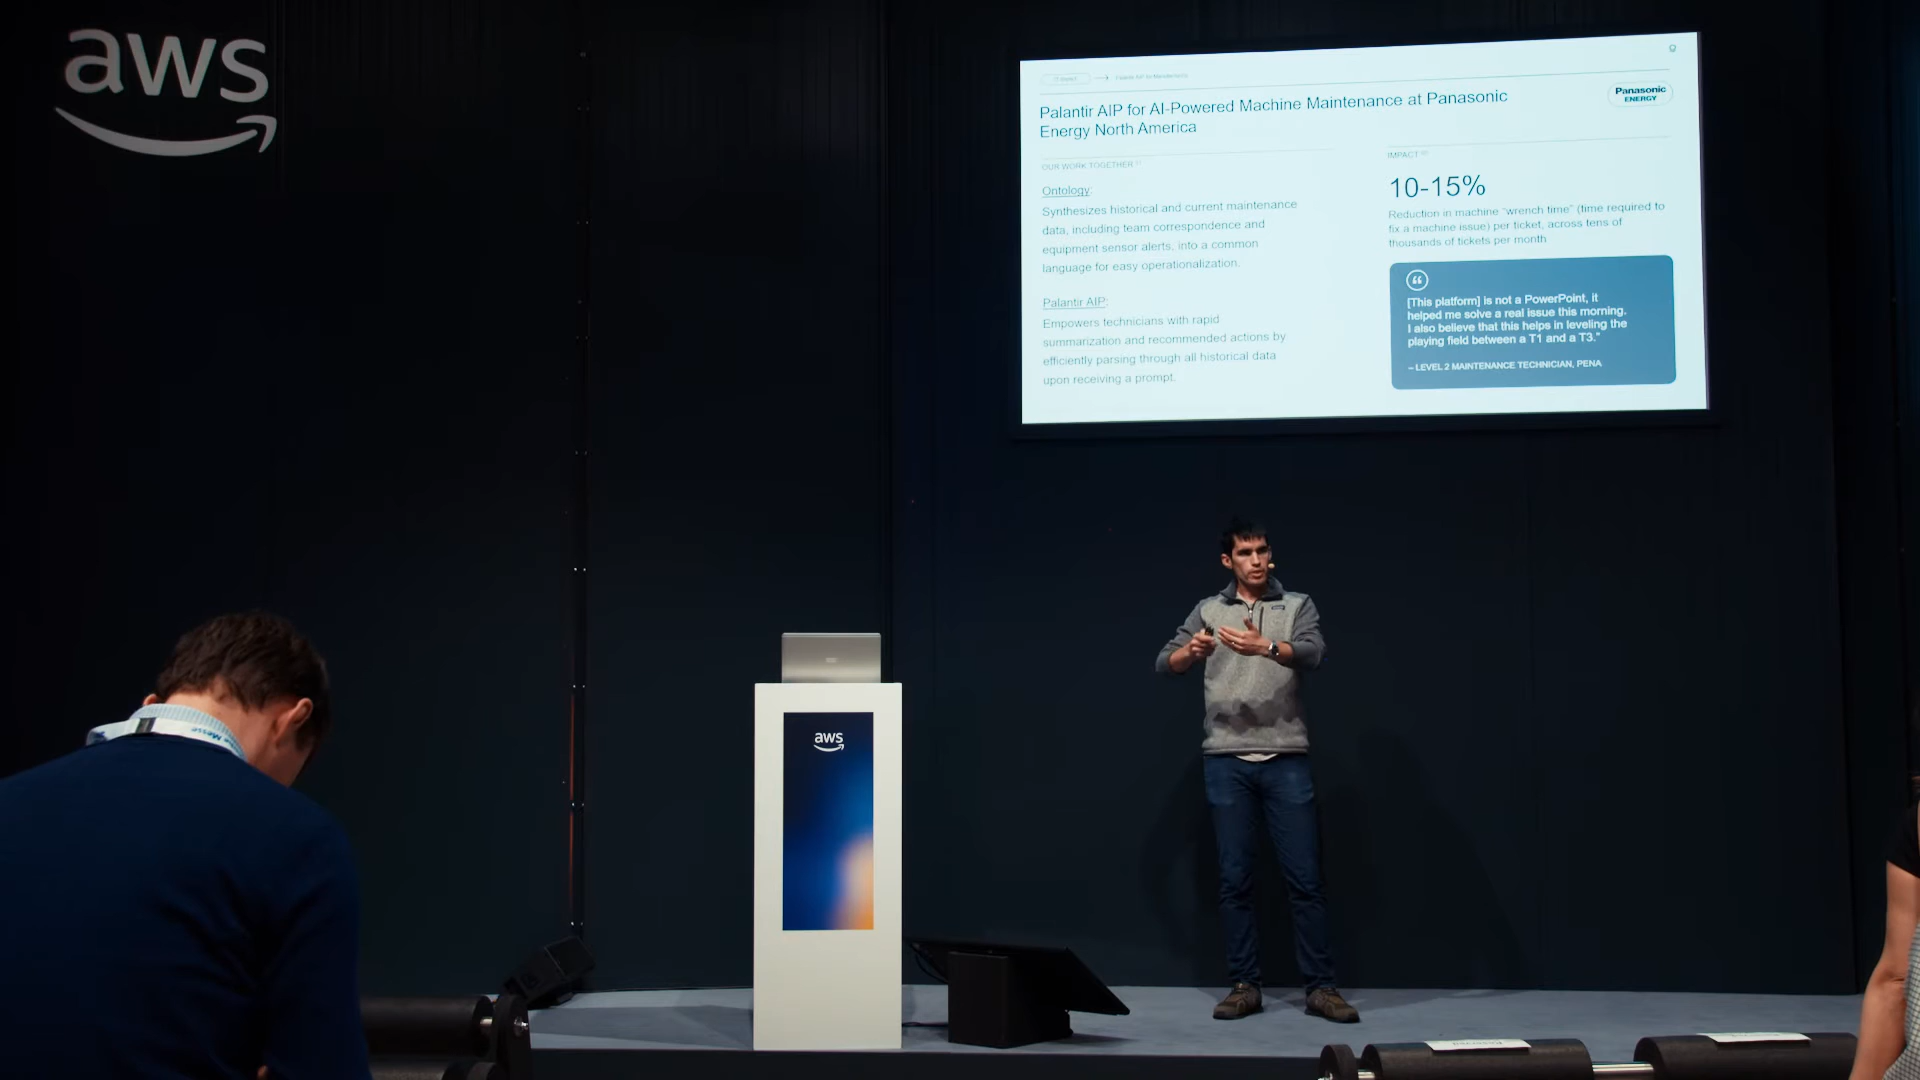 aws
Palantir AIP for AI-Powered Machine Maintenance at Panasonic
Energy North America
Panasonic
ENERGY
OUR WORK TOGETHER
Ontology:
Synthesizes historical and current maintenance
data, including team correspondence and
equipment sensor alerts, into a common
language for easy operationalization.
Palantir AIP:
Empowers technicians with rapid
summarization and recommended actions by
efficiently parsing through all historical data
upon receiving a prompt.
IMPACT
10-15%
Reduction in machine “wrench time” (time required to
fix a machine issue) per ticket, across tens of
thousands of tickets per month
[This platform] is not a PowerPoint, it
helped me solve a real issue this morning.
I also believe that this helps in leveling the
playing field between a T1 and a T3.”
– LEVEL 2 MAINTENANCE TECHNICIAN, PENA
aws
Messe